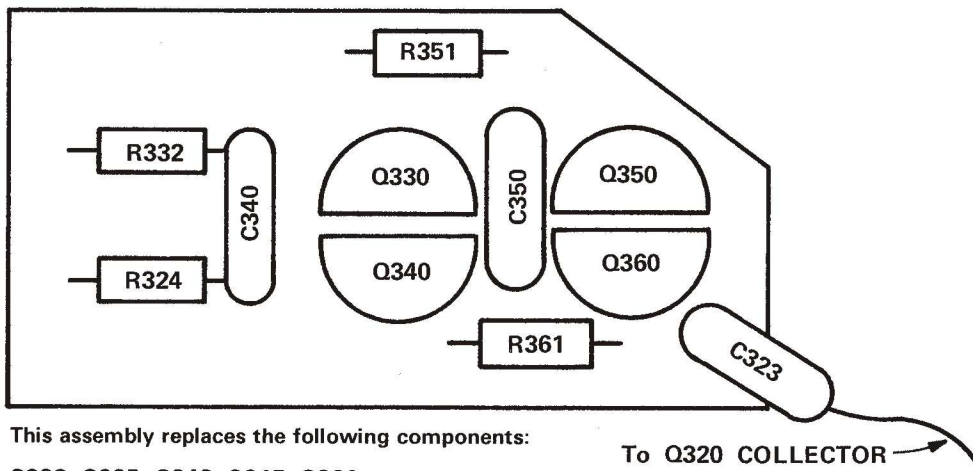 R351
R332
C340
Q330
C350
Q350
R324
Q340
Q360
R361
C323
This assembly replaces the following components:
To Q320 COLLECTOR